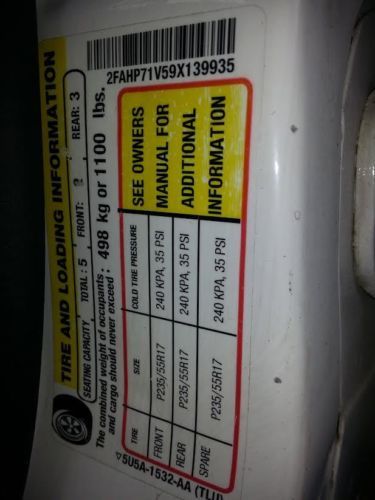 2FAHP71V59X139935
TIRE AND LOADING INFORMATION
SEATING CAPACITY TOTAL: 5 FRONT: 2 REAR: 3
The combined weight of occupants
and cargo should never exceed: 498 kg or 1100 lbs.
TIRE SIZE COLD TIRE PRESSURE
FRONT P235/55R17 240 KPA, 35 PSI
REAR P235/55R17 240 KPA, 35 PSI
SPARE P235/55R17 240 KPA, 35 PSI
SEE OWNERS
MANUAL FOR
ADDITIONAL
INFORMATION
5U5A-1532-AA